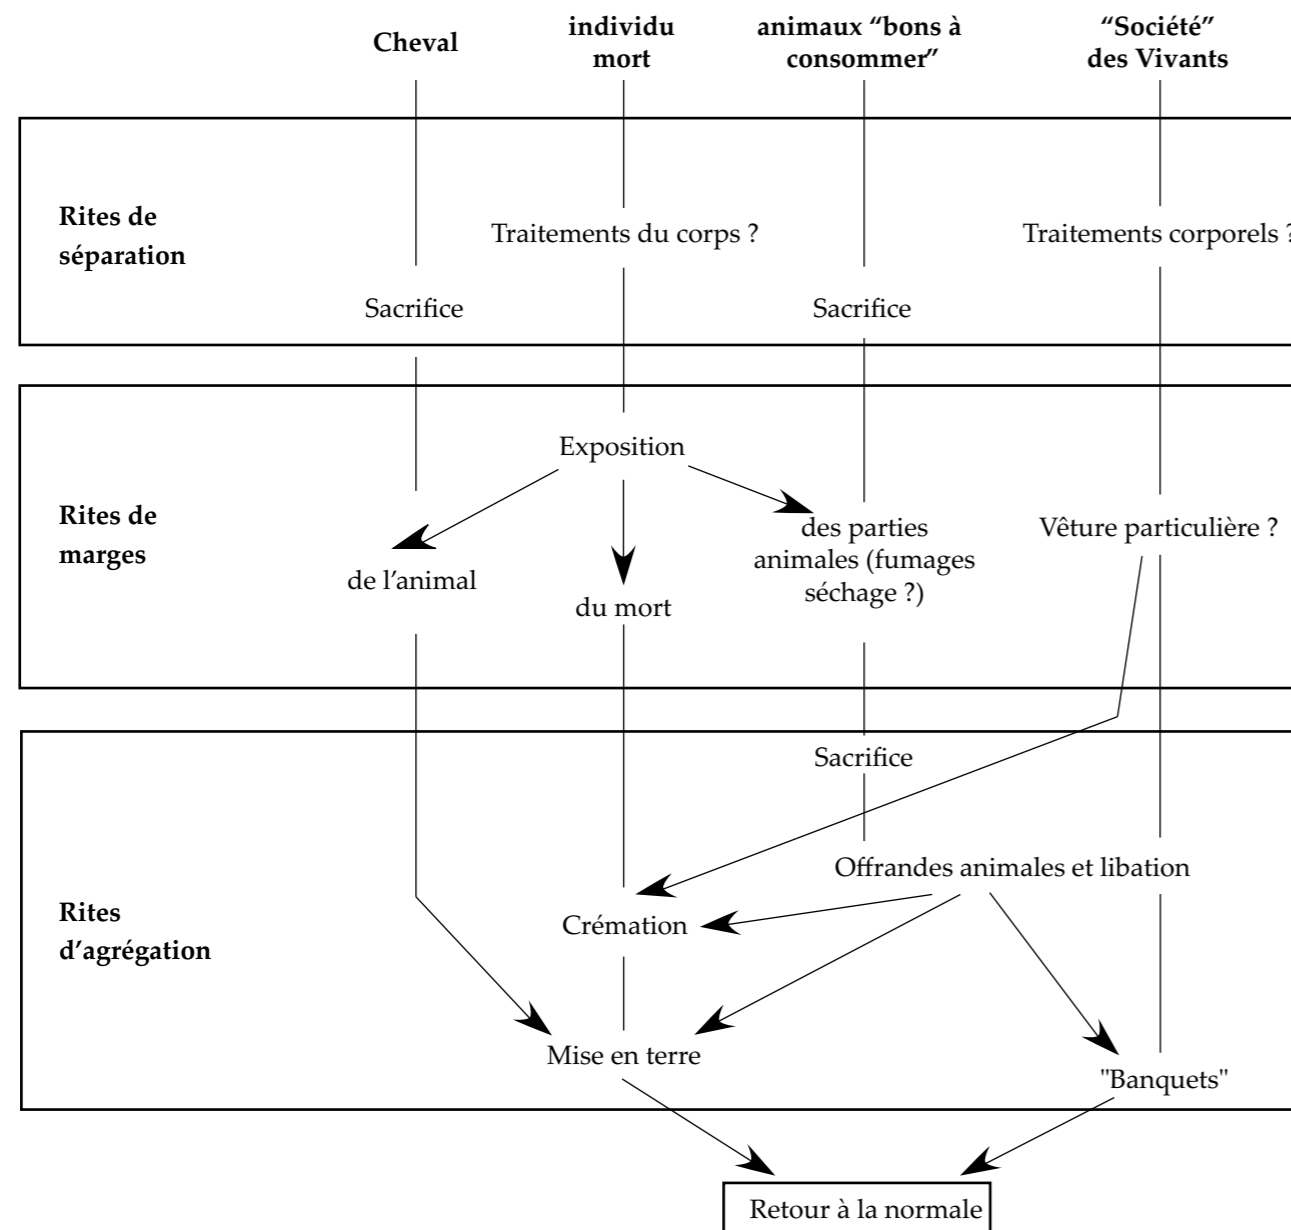 Cheval
individu
mort
animaux “bons à
consommer”
“Société”
des Vivants
Rites de
séparation
Traitements du corps ?
Traitements corporels ?
Sacrifice
Sacrifice
Rites de
marges
Exposition
de l’animal
du mort
des parties
animales (fumages
séchage ?)
Vêture particulière ?
Rites
d’agrégation
Sacrifice
Offrandes animales et libation
Crémation
Mise en terre
"Banquets"
Retour à la normale